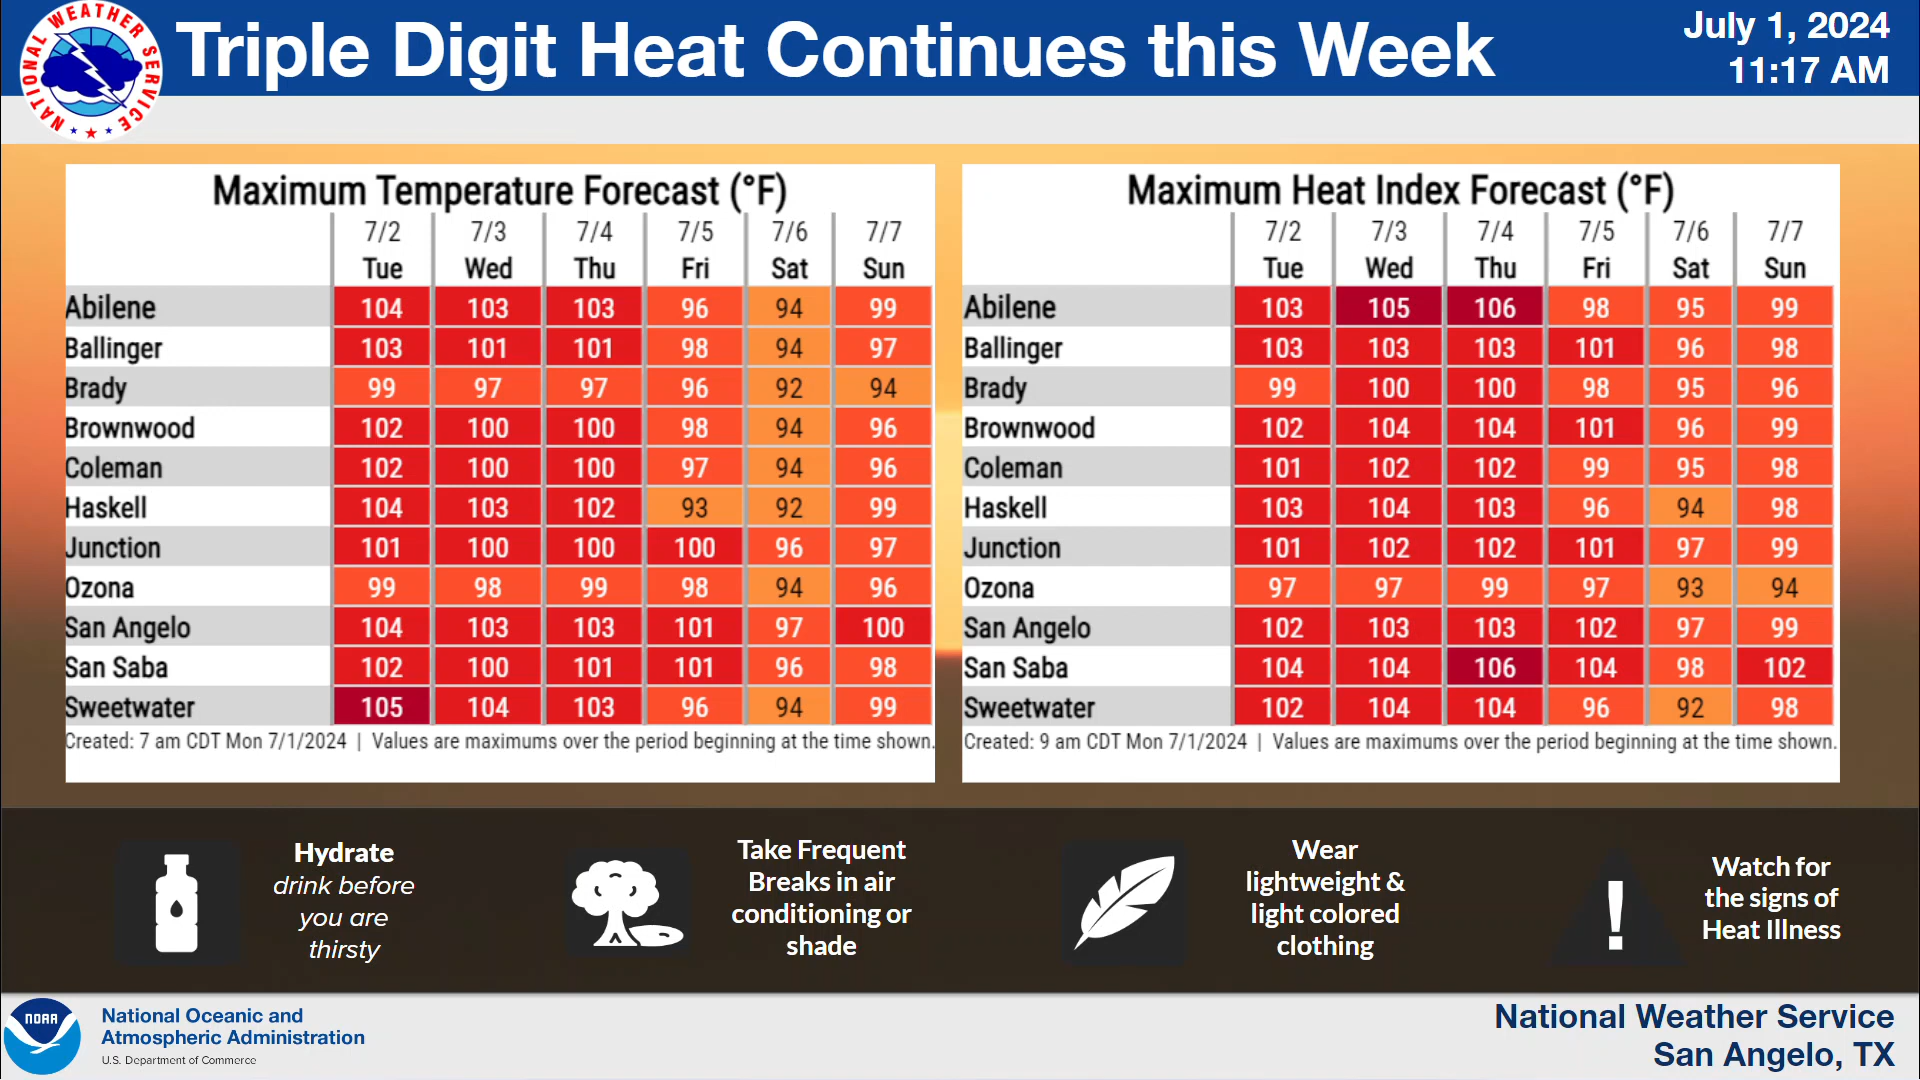 NATIONAL WEATHER SERVICE
Triple Digit Heat Continues this Week
July 1, 2024
11:17 AM
Maximum Temperature Forecast (°F)
7/2 7/3 7/4 7/5 7/6 7/7
Tue Wed Thu Fri Sat Sun
Abilene 104 103 103 96 94 99
Ballinger 103 101 101 98 94 97
Brady 99 97 97 96 92 94
Brownwood 102 100 100 98 94 96
Coleman 102 100 100 97 94 96
Haskell 104 103 102 93 92 99
Junction 101 100 100 100 96 97
Ozona 99 98 99 98 94 96
San Angelo 104 103 103 101 97 100
San Saba 102 100 101 101 96 98
Sweetwater 105 104 103 96 94 99
Created: 7 am CDT Mon 7/1/2024 | Values are maximums over the period beginning at the time shown.
Maximum Heat Index Forecast (°F)
7/2 7/3 7/4 7/5 7/6 7/7
Tue Wed Thu Fri Sat Sun
Abilene 103 105 106 98 95 99
Ballinger 103 103 103 101 96 98
Brady 99 100 100 98 95 96
Brownwood 102 104 104 101 96 99
Coleman 101 102 102 99 95 98
Haskell 103 104 103 96 94 98
Junction 101 102 102 101 97 99
Ozona 97 97 99 97 93 94
San Angelo 102 103 103 102 97 99
San Saba 104 104 106 104 98 102
Sweetwater 102 104 104 96 92 98
Created: 9 am CDT Mon 7/1/2024 | Values are maximums over the period beginning at the time shown.
Hydrate
drink before
you are
thirsty
Take Frequent
Breaks in air
conditioning or
shade
Wear
lightweight &
light colored
clothing
!
Watch for
the signs of
Heat Illness
NOAA
National Oceanic and
Atmospheric Administration
U.S. Department of Commerce
National Weather Service
San Angelo, TX